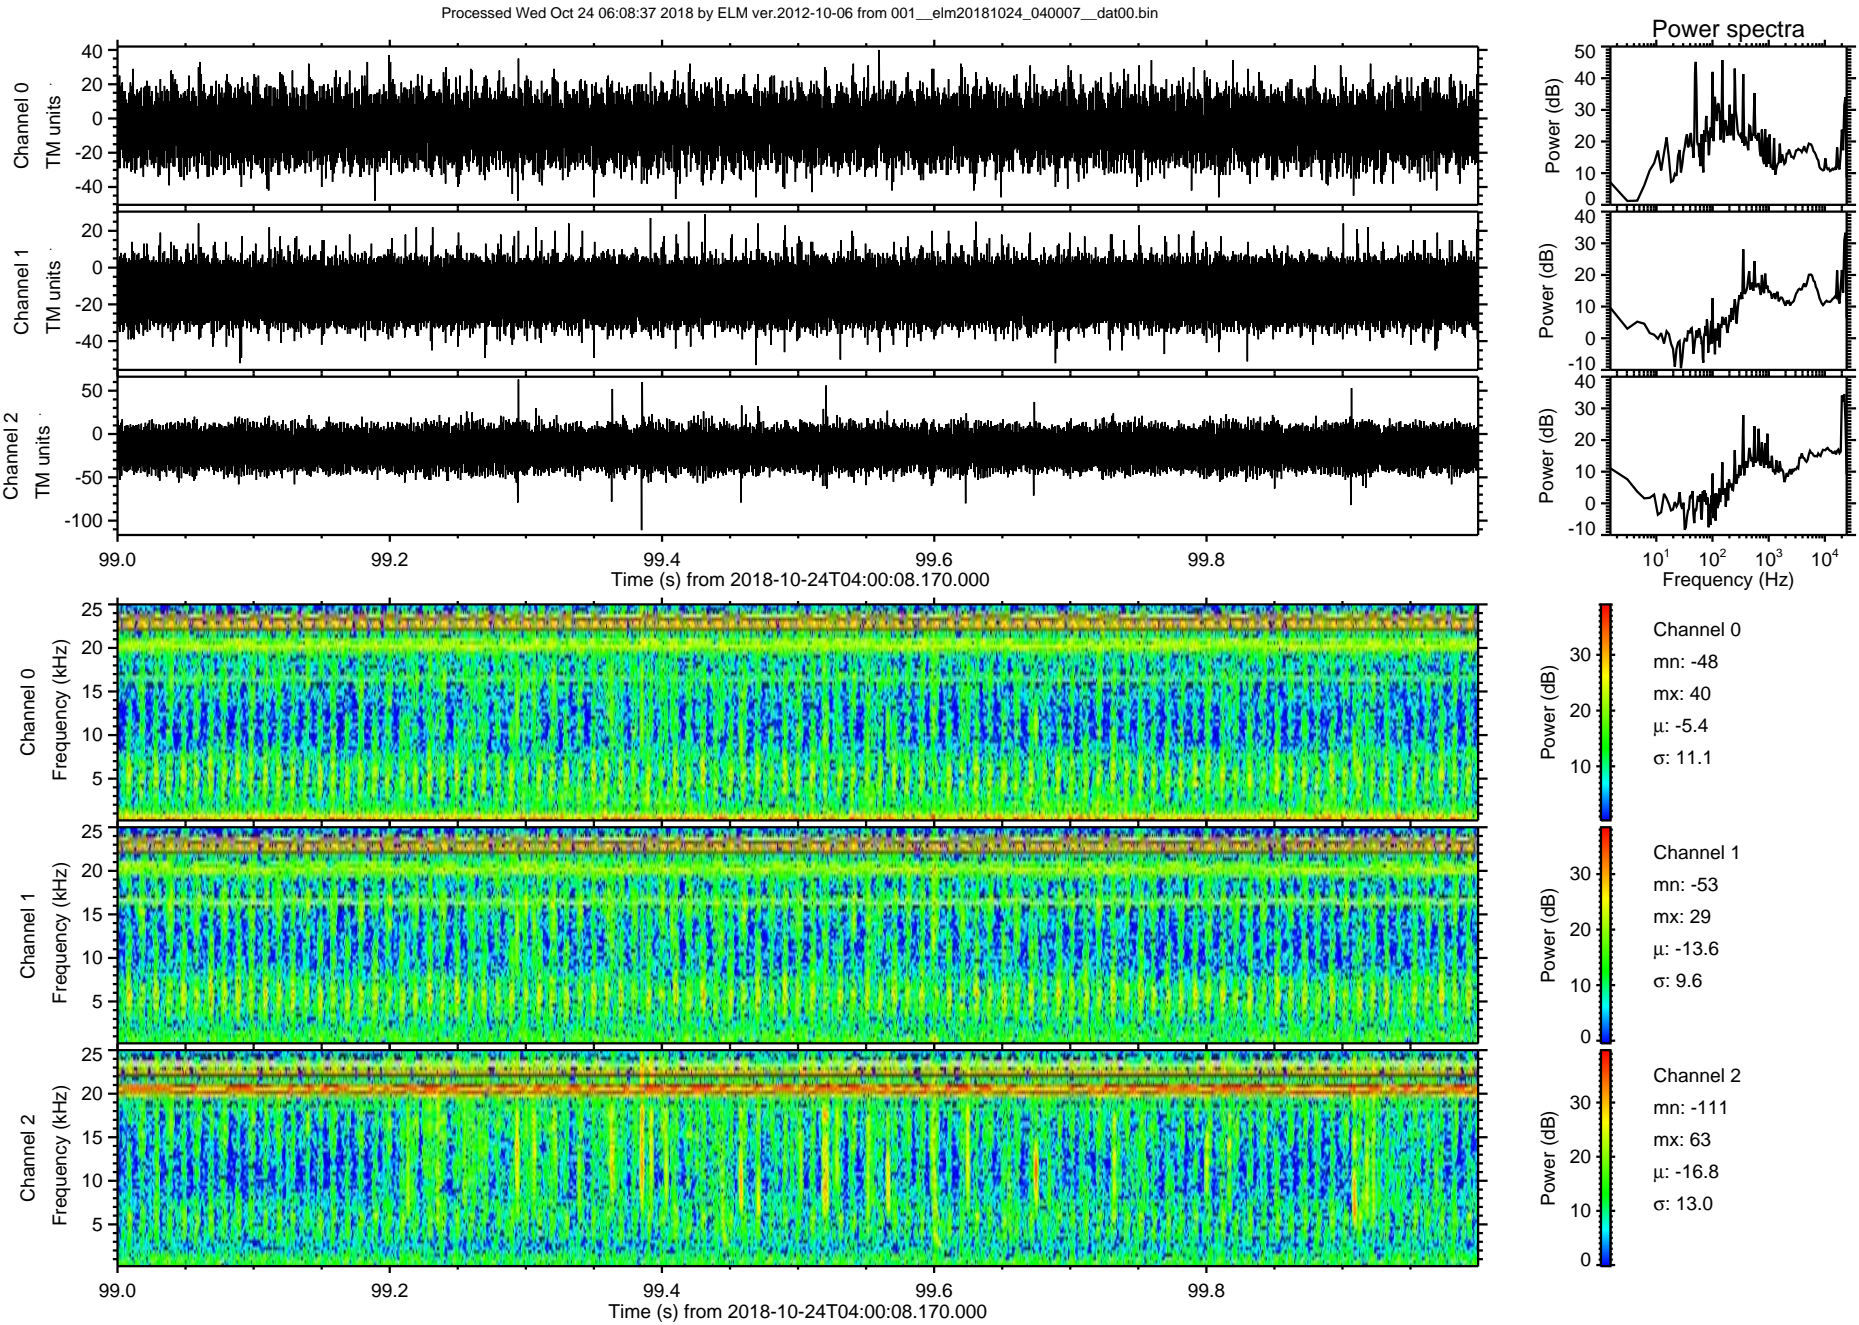 Processed Wed Oct 24 06:08:37 2018 by ELM ver.2012-10-06 from 001__elm20181024_040007__dat00.bin
Power spectra
Channel 0
TM units
40
20
0
-20
-40
Power (dB)
50
40
30
20
10
0
Channel 1
TM units
20
0
-20
-40
Power (dB)
40
30
20
10
0
-10
Channel 2
TM units
50
0
-50
-100
Power (dB)
40
30
20
10
0
-10
99.0 99.2 99.4 99.6 99.8
Time (s) from 2018-10-24T04:00:08.170.000
10^1 10^2 10^3 10^4
Frequency (Hz)
Channel 0
Frequency (kHz)
25
20
15
10
5
Power (dB)
30
20
10
Channel 0
mn: -48
mx: 40
μ: -5.4
σ: 11.1
Channel 1
Frequency (kHz)
25
20
15
10
5
Power (dB)
30
20
10
0
Channel 1
mn: -53
mx: 29
μ: -13.6
σ: 9.6
Channel 2
Frequency (kHz)
25
20
15
10
5
Power (dB)
30
20
10
0
Channel 2
mn: -111
mx: 63
μ: -16.8
σ: 13.0
99.0 99.2 99.4 99.6 99.8
Time (s) from 2018-10-24T04:00:08.170.000